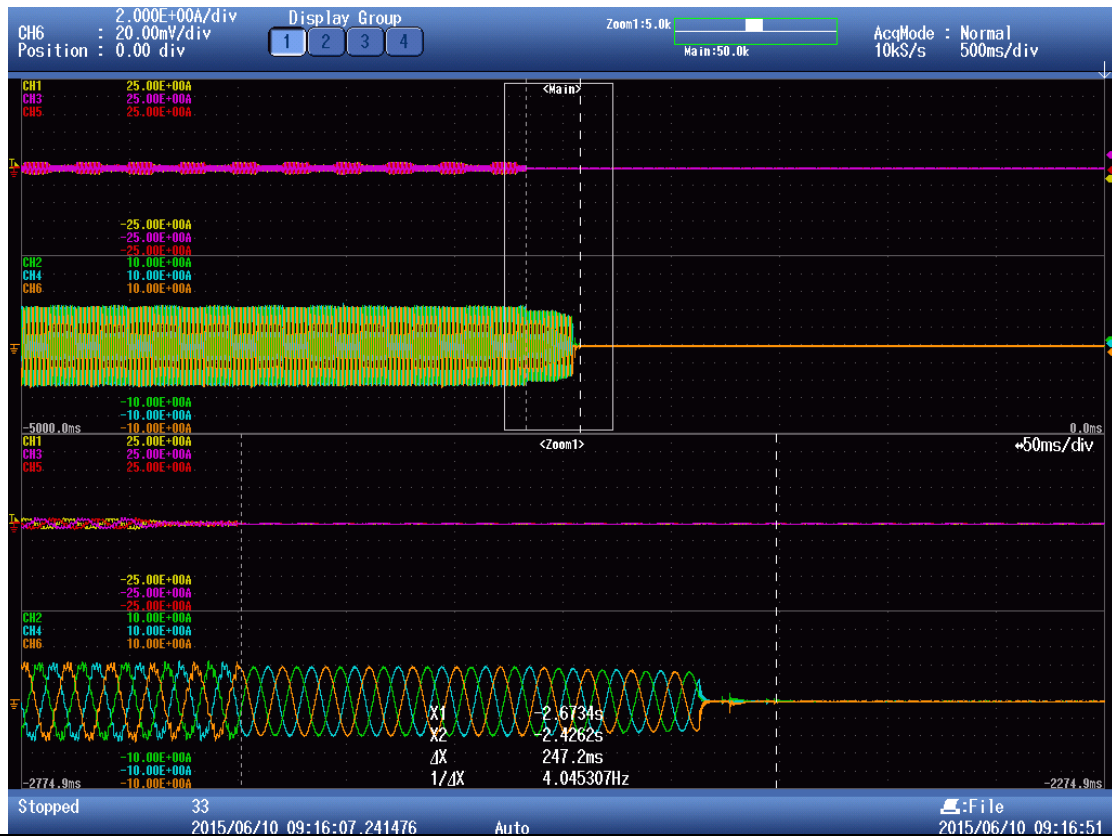 2.000E+00A/div
CH6 : 20.00mV/div
Position : 0.00 div
Display Group
1 2 3 4
Zoom1:5.0k
Main:50.0k
AcqMode : Normal
10kS/s 500ms/div
CH1 25.00E+00A
CH3 25.00E+00A
CH5 25.00E+00A
<Main>
-25.00E+00A
-25.00E+00A
-25.00E+00A
CH2 10.00E+00A
CH4 10.00E+00A
CH6 10.00E+00A
-10.00E+00A
-10.00E+00A
-5000.0ms -10.00E+00A 0.0ms
CH1 25.00E+00A
CH3 25.00E+00A
CH5 25.00E+00A
<Zoom1>
50ms/div
-25.00E+00A
-25.00E+00A
-25.00E+00A
CH2 10.00E+00A
CH4 10.00E+00A
CH6 10.00E+00A
X1 -2.6734s
X2 -2.4262s
ΔX 247.2ms
1/ΔX 4.045307Hz
-10.00E+00A
-10.00E+00A
-2774.9ms -10.00E+00A -2274.9ms
Stopped 33
2015/06/10 09:16:07.241476 Auto
:File
2015/06/10 09:16:51